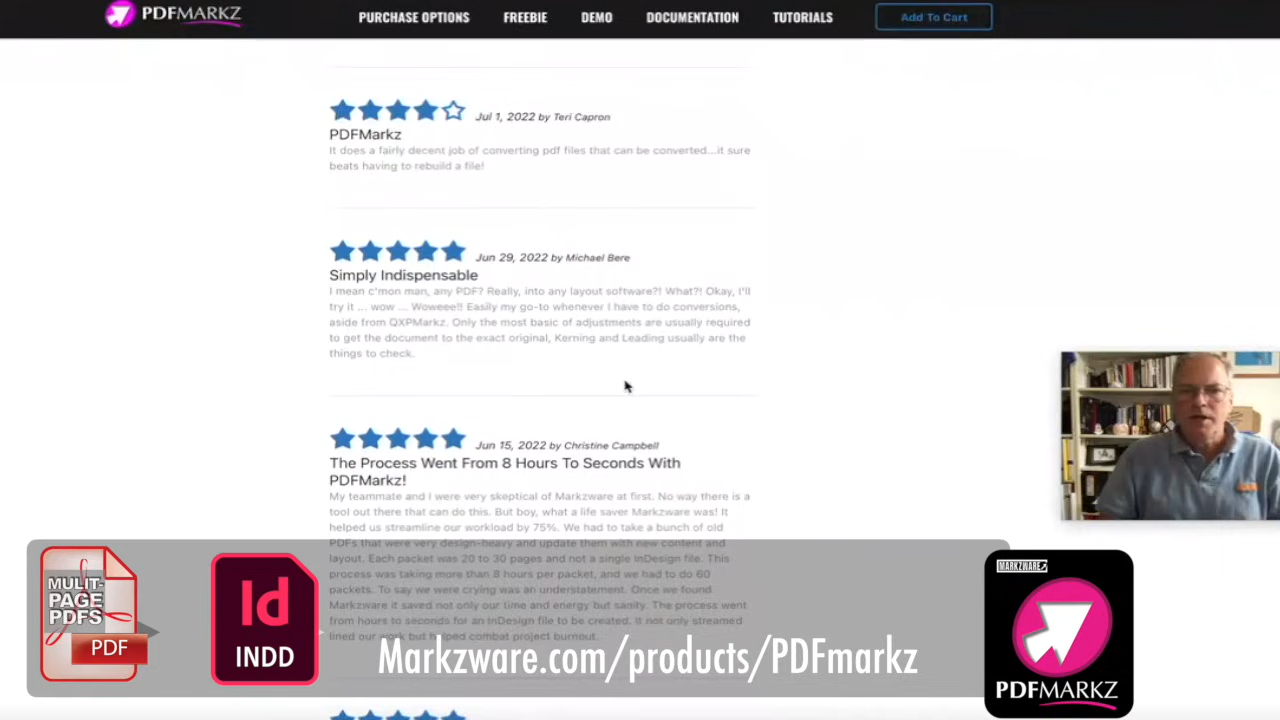 PDFMARKZ
PURCHASE OPTIONS
FREEBIE
DEMO
DOCUMENTATION
TUTORIALS
Add To Cart
Jul 1, 2022 by Teri Capron
PDFMarkz
It does a fairly decent job of converting pdf files that can be converted...it sure
beats having to rebuild a file!
Jun 29, 2022 by Michael Bere
Simply Indispensable
I mean c'mon man, any PDF? Really, into any layout software?! What?! Okay, I'll
try it ... wow ... Woweee!! Easily my go-to whenever I have to do conversions,
aside from QXPMarkz. Only the most basic of adjustments are usually required
to get the document to the exact original, Kerning and Leading usually are the
things to check.
Jun 15, 2022 by Christine Campbell
The Process Went From 8 Hours To Seconds With
PDFMarkz!
My teammate and I were very skeptical of Markzware at first. No way there is a
tool out there that can do this. But boy, what a life saver Markzware was! It
helped us streamline our workload by 75%. We had to take a bunch of old
PDFs that were very design-heavy and update them with new content and
layout. Each packet was 20 to 30 pages and not a single InDesign file. This
process was taking more than 8 hours per packet, and we had to do 60
packets. To say we were crying was an understatement. Once we found
Markzware it saved not only our time and energy but sanity. The process went
from hours to seconds for an InDesign file to be created. It not only streamed
lined our work but helped combat project burnout.
MULIT-
PAGE
PDFS
PDF
Id
INDD
Markzware.com/products/PDFmarkz
MARKZWARE
PDFMARKZ